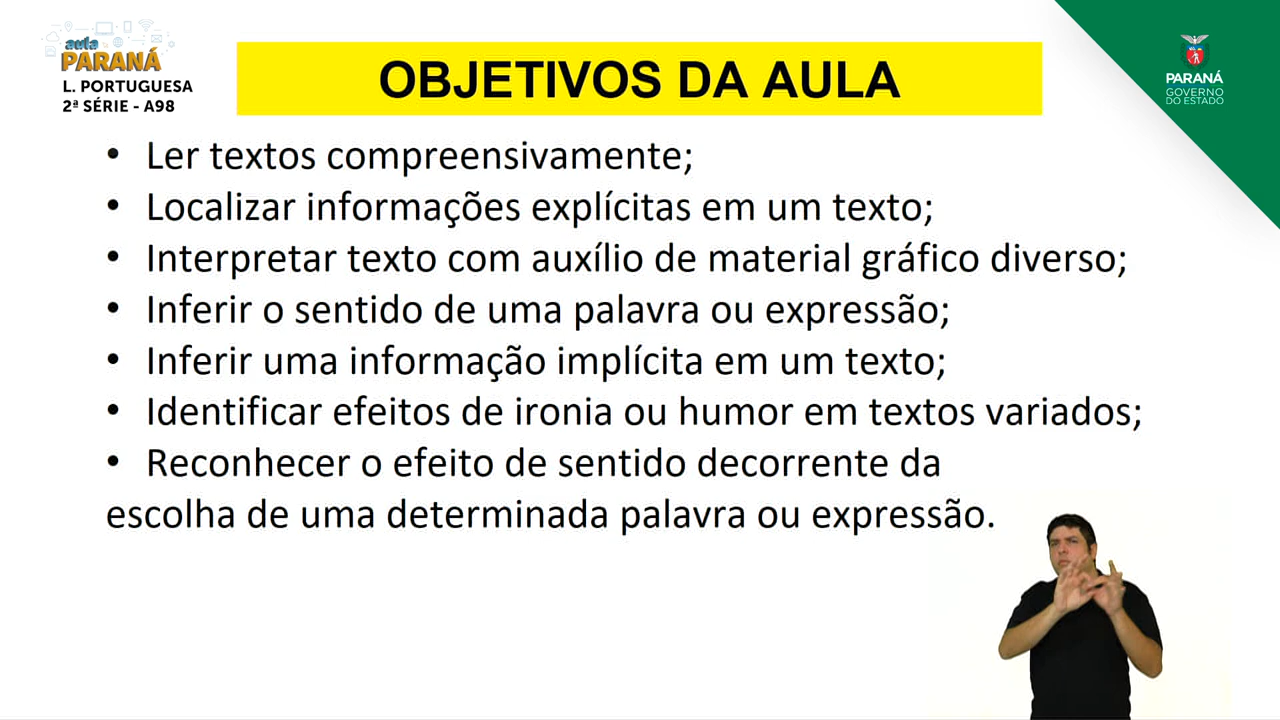 aula
PARANÁ
L. PORTUGUESA
2ª SÉRIE - A98
OBJETIVOS DA AULA
PARANÁ
GOVERNO
DO ESTADO
• Ler textos compreensivamente;
• Localizar informações explícitas em um texto;
• Interpretar texto com auxílio de material gráfico diverso;
• Inferir o sentido de uma palavra ou expressão;
• Inferir uma informação implícita em um texto;
• Identificar efeitos de ironia ou humor em textos variados;
• Reconhecer o efeito de sentido decorrente da
escolha de uma determinada palavra ou expressão.